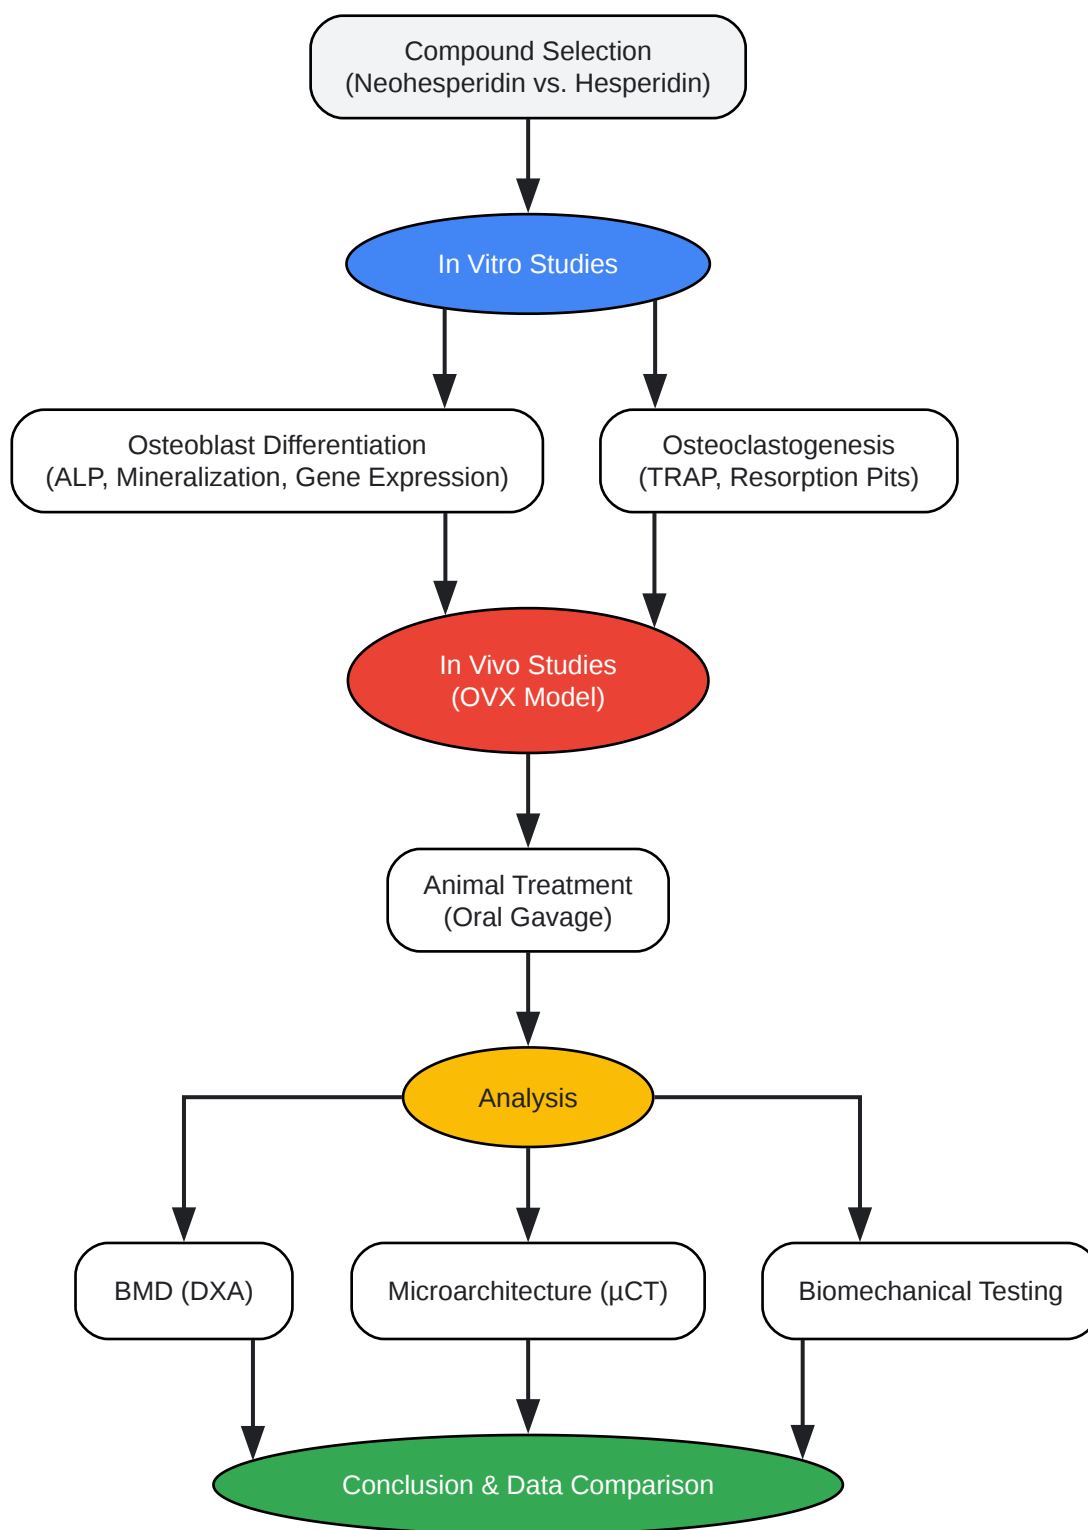 Compound Selection
(Neohesperidin vs. Hesperidin)
In Vitro Studies
Osteoblast Differentiation
(ALP, Mineralization, Gene Expression)
Osteoclastogenesis
(TRAP, Resorption Pits)
In Vivo Studies
(OVX Model)
Animal Treatment
(Oral Gavage)
Analysis
BMD (DXA)
Microarchitecture (µCT)
Biomechanical Testing
Conclusion & Data Comparison